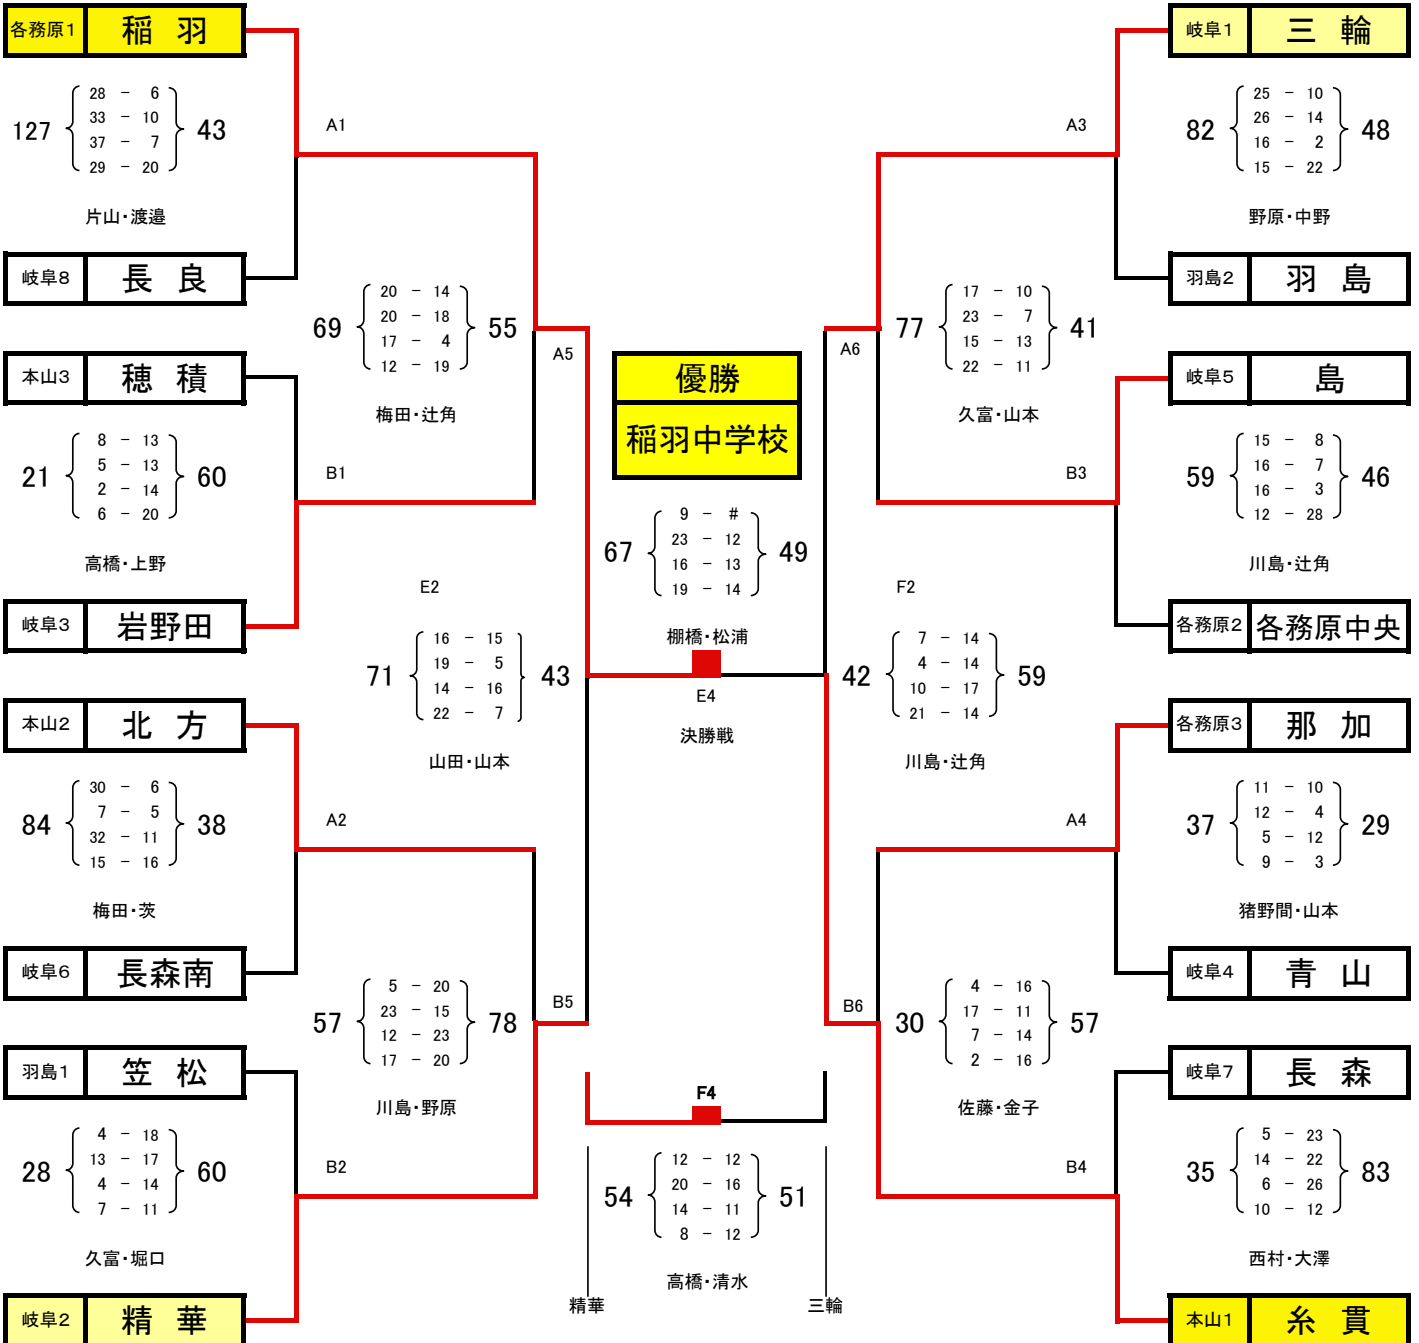 各務原1 稲 羽
28 - 6
33 - 10
37 - 7
29 - 20
127 43
片山・渡邉
A1
岐阜8 長 良
20 - 14
20 - 18
17 - 4
12 - 19
69 55
梅田・辻角
A5
本山3 穂 積
8 - 13
5 - 13
2 - 14
6 - 20
21 60
高橋・上野
B1
岐阜3 岩野田
E2
16 - 15
19 - 5
14 - 16
22 - 7
71 43
山田・山本
本山2 北 方
30 - 6
7 - 5
32 - 11
15 - 16
84 38
梅田・茨
A2
岐阜6 長森南
5 - 20
23 - 15
12 - 23
17 - 20
57 78
川島・野原
B5
羽島1 笠 松
4 - 18
13 - 17
4 - 14
7 - 11
28 60
久富・堀口
B2
岐阜2 精 華
優勝
稲羽中学校
9 - #
23 - 12
16 - 13
19 - 14
67 49
棚橋・松浦
E4
決勝戦
F4
12 - 12
20 - 16
14 - 11
8 - 12
54 51
高橋・清水
精華
三輪
岐阜1 三 輪
A3
25 - 10
26 - 14
16 - 2
15 - 22
82 48
野原・中野
羽島2 羽 島
17 - 10
23 - 7
15 - 13
22 - 11
77 41
久富・山本
A6
岐阜5 島
15 - 8
16 - 7
16 - 3
12 - 28
59 46
川島・辻角
B3
各務原2 各務原中央
F2
7 - 14
4 - 14
10 - 17
21 - 14
42 59
川島・辻角
各務原3 那 加
11 - 10
12 - 4
5 - 12
9 - 3
37 29
猪野間・山本
A4
岐阜4 青 山
4 - 16
17 - 11
7 - 14
2 - 16
30 57
佐藤・金子
B6
岐阜7 長 森
5 - 23
14 - 22
6 - 26
10 - 12
35 83
西村・大澤
B4
本山1 糸 貫